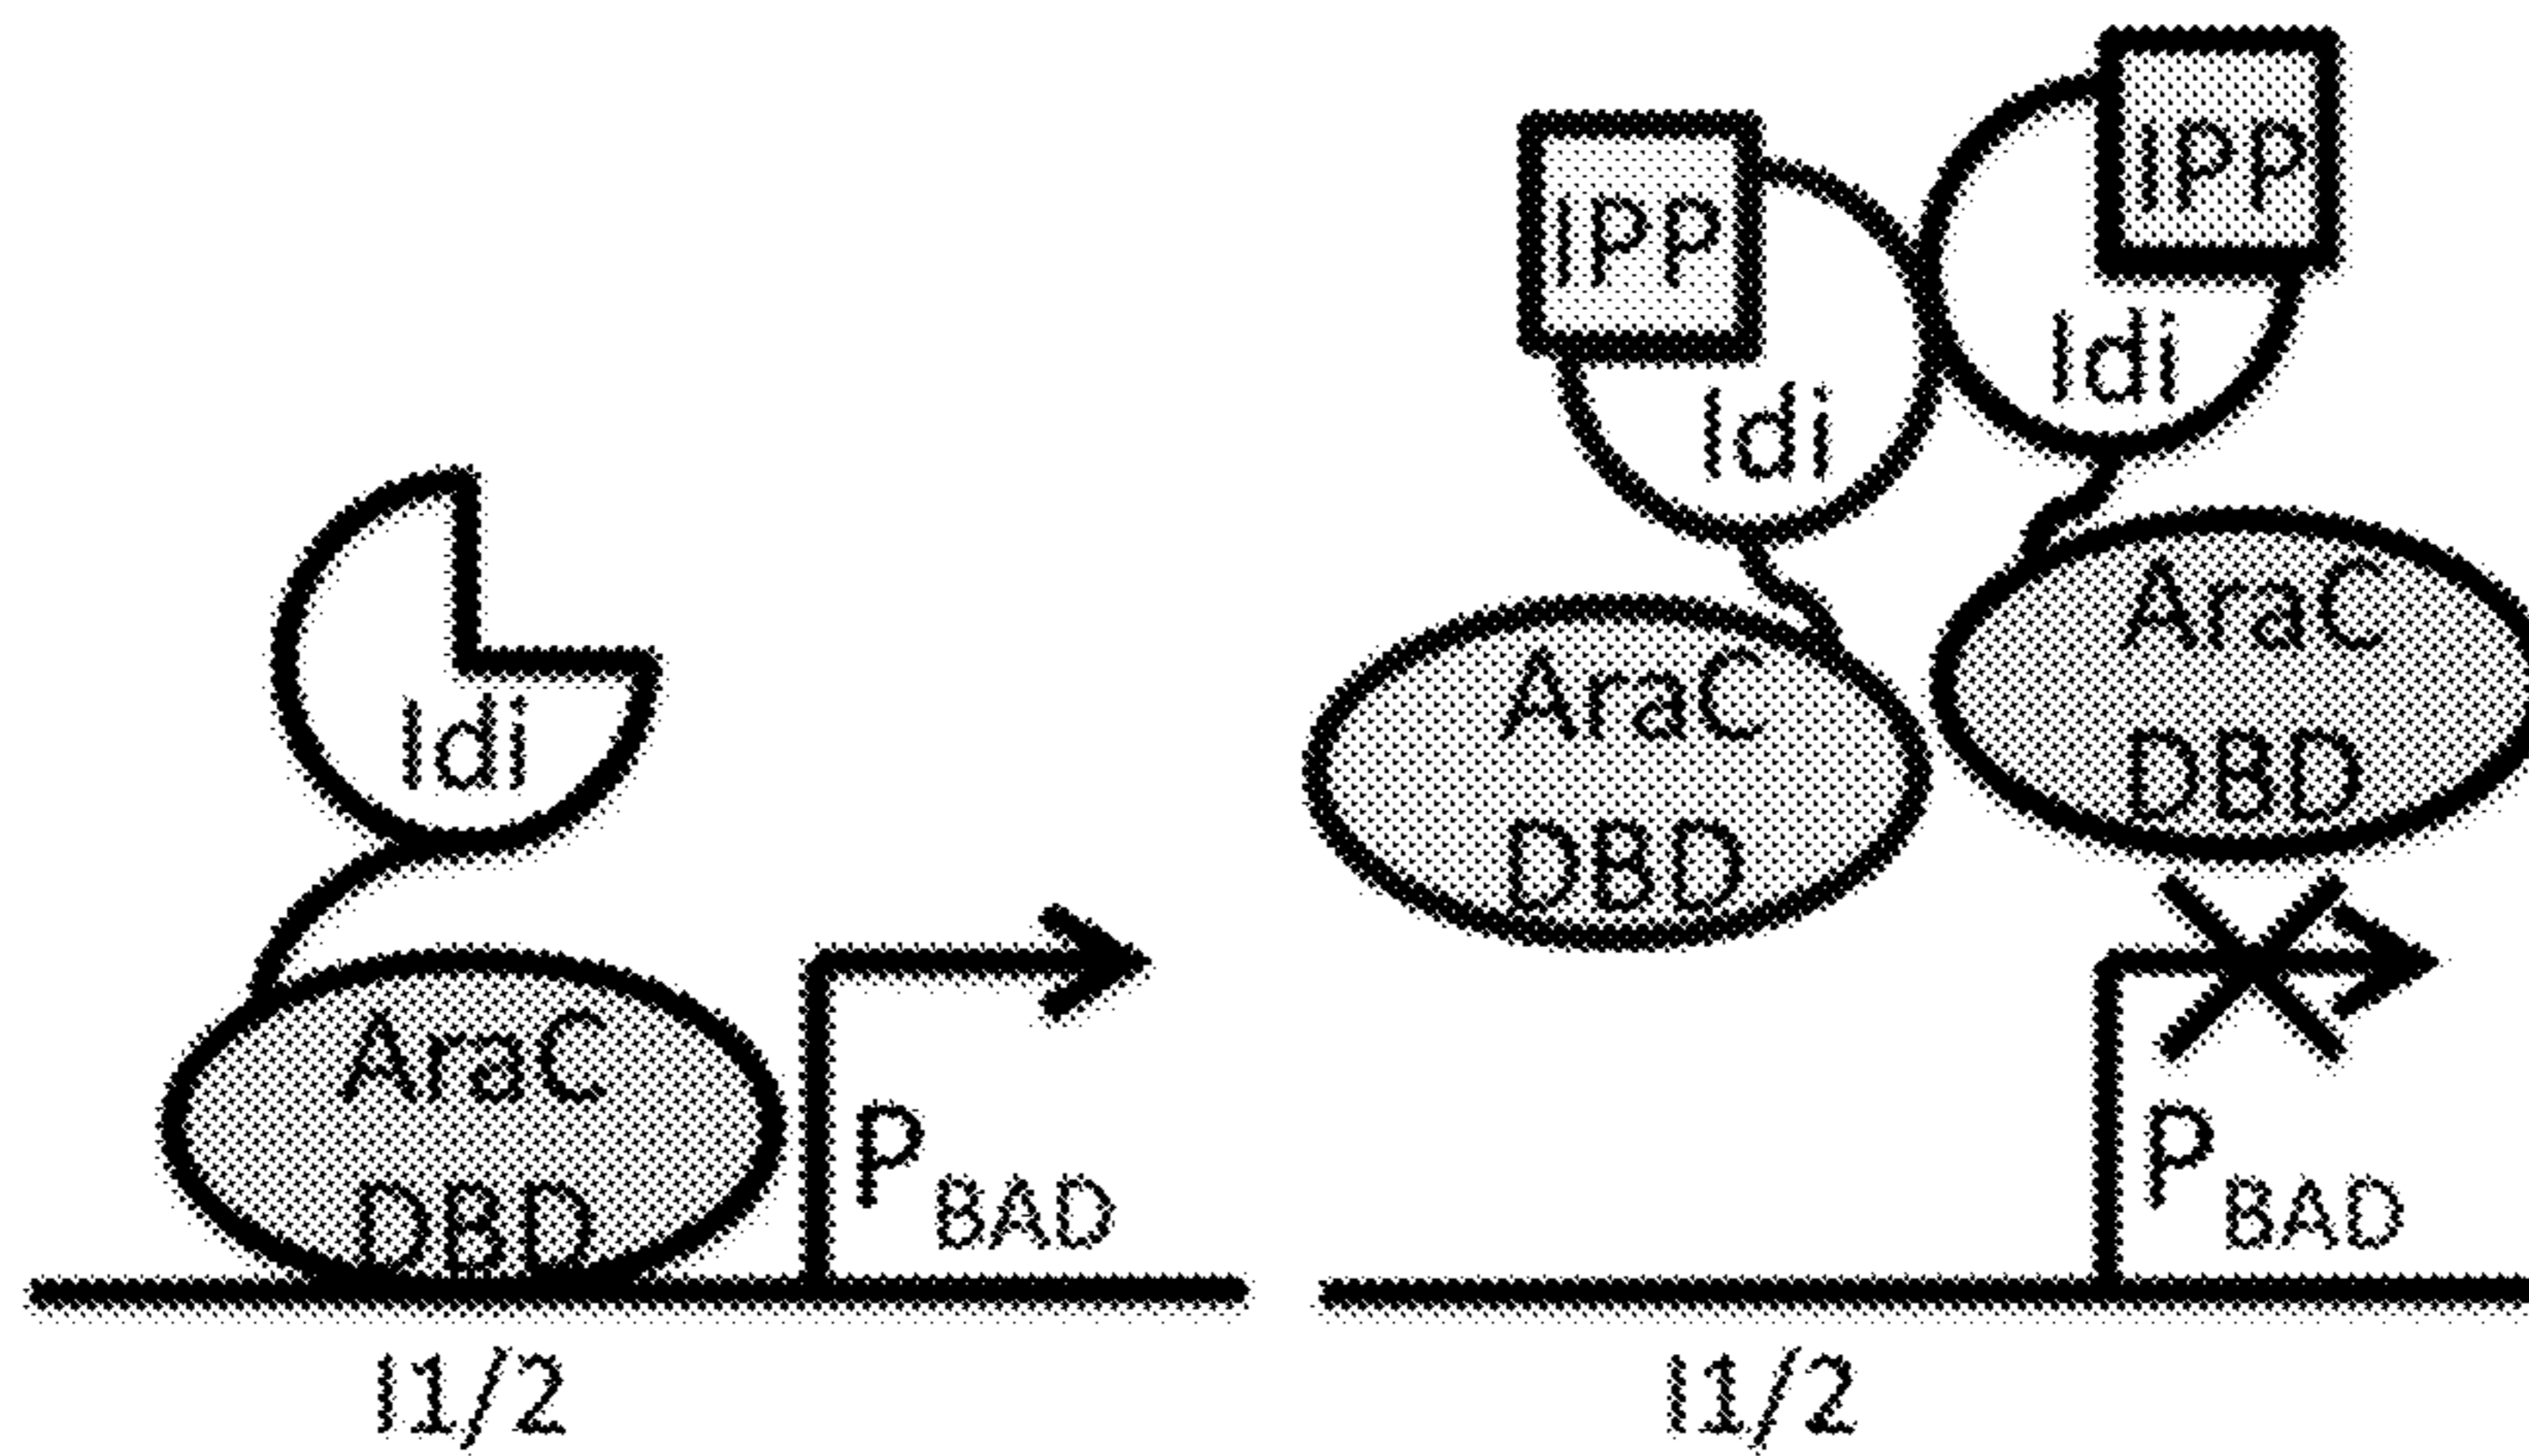 Idi
AraC
DBD
P BAD
I1/2
IPP
Idi
AraC
DBD
IPP
Idi
AraC
DBD
P BAD
I1/2